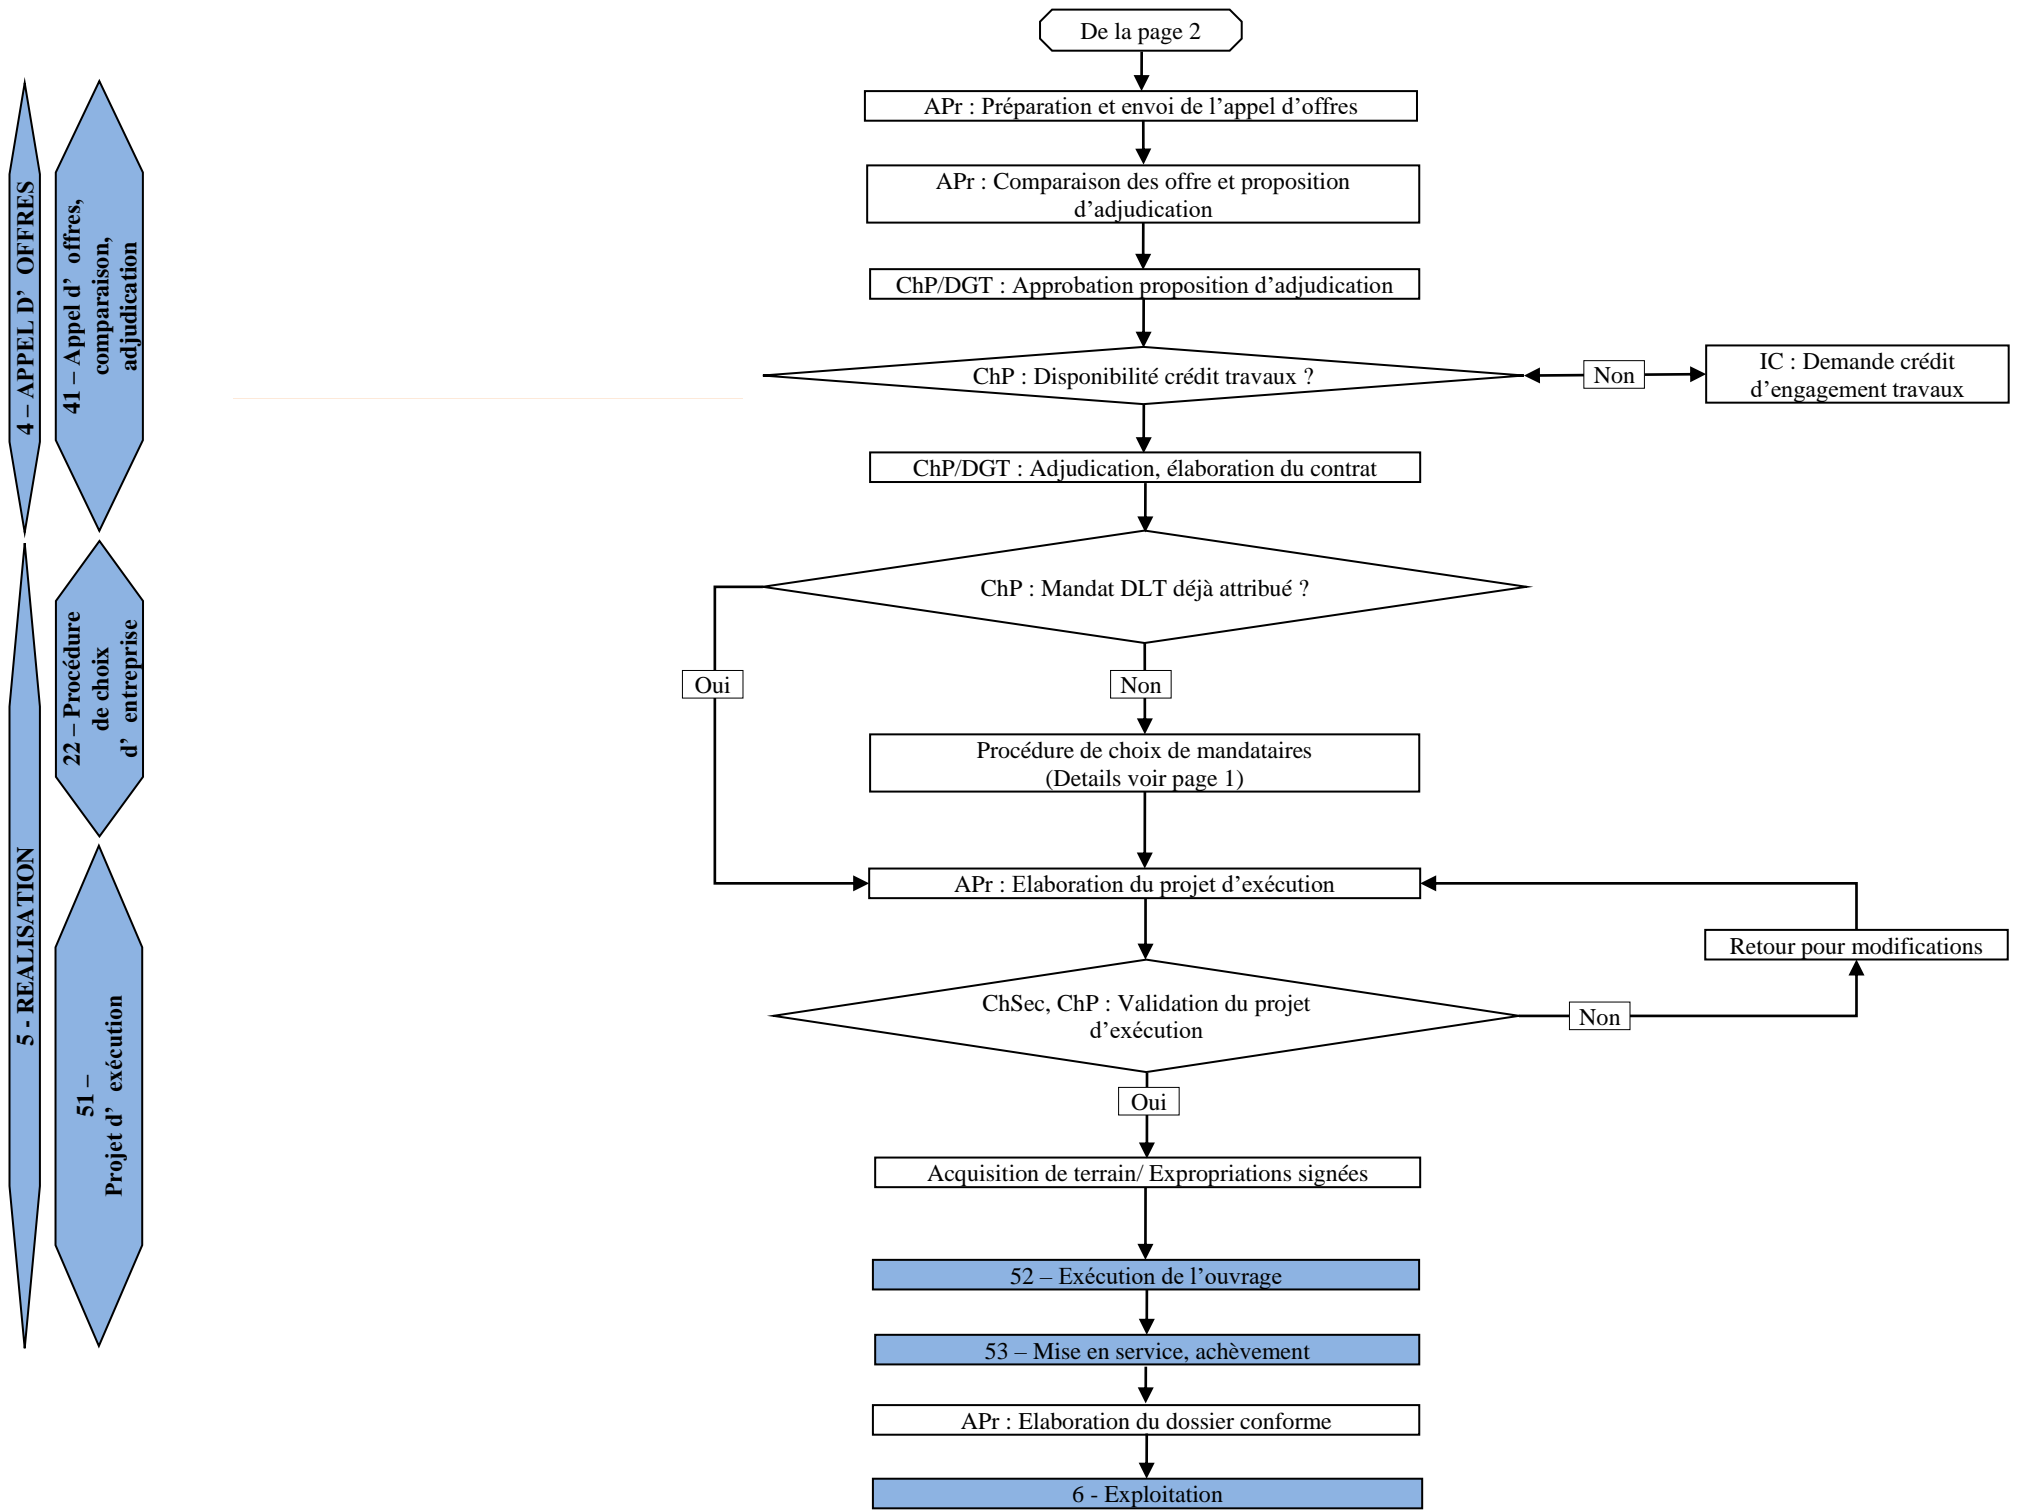 De la page 2
APr : Préparation et envoi de l’appel d’offres
APr : Comparaison des offre et proposition
d’adjudication
ChP/DGT : Approbation proposition d’adjudication
ChP : Disponibilité crédit travaux ?
Non
IC : Demande crédit
d’engagement travaux
ChP/DGT : Adjudication, élaboration du contrat
ChP : Mandat DLT déjà attribué ?
Oui
Non
Procédure de choix de mandataires
(Details voir page 1)
APr : Elaboration du projet d’exécution
Retour pour modifications
ChSec, ChP : Validation du projet
d’exécution
Non
Oui
Acquisition de terrain/ Expropriations signées
52 – Exécution de l’ouvrage
53 – Mise en service, achèvement
APr : Elaboration du dossier conforme
6 - Exploitation
4 – APPEL D’ OFFRES
41 – Appel d’ offres,
comparaison,
adjudication
5 - REALISATION
22 – Procédure
de choix
d’ entreprise
51 –
Projet d’ exécution